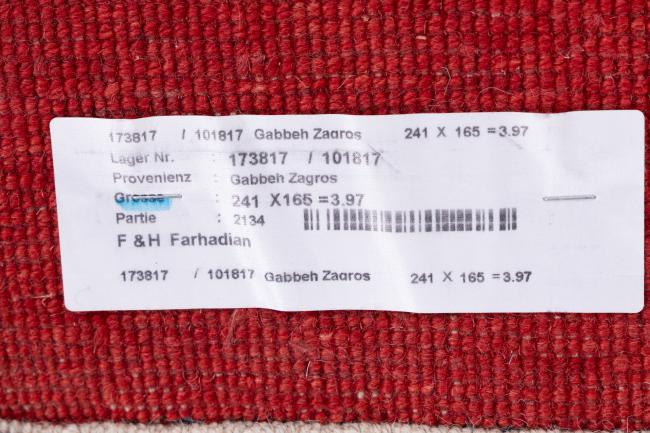 173817 / 101817 Gabbeh Zagros 241 X 165 = 3.97
Lager Nr. : 173817 / 101817
Provenienz : Gabbeh Zagros
Grosse : 241 X165 =3.97
Partie : 2134
F & H Farhadian
173817 / 101817 Gabbeh Zagros 241 X 165 = 3.97